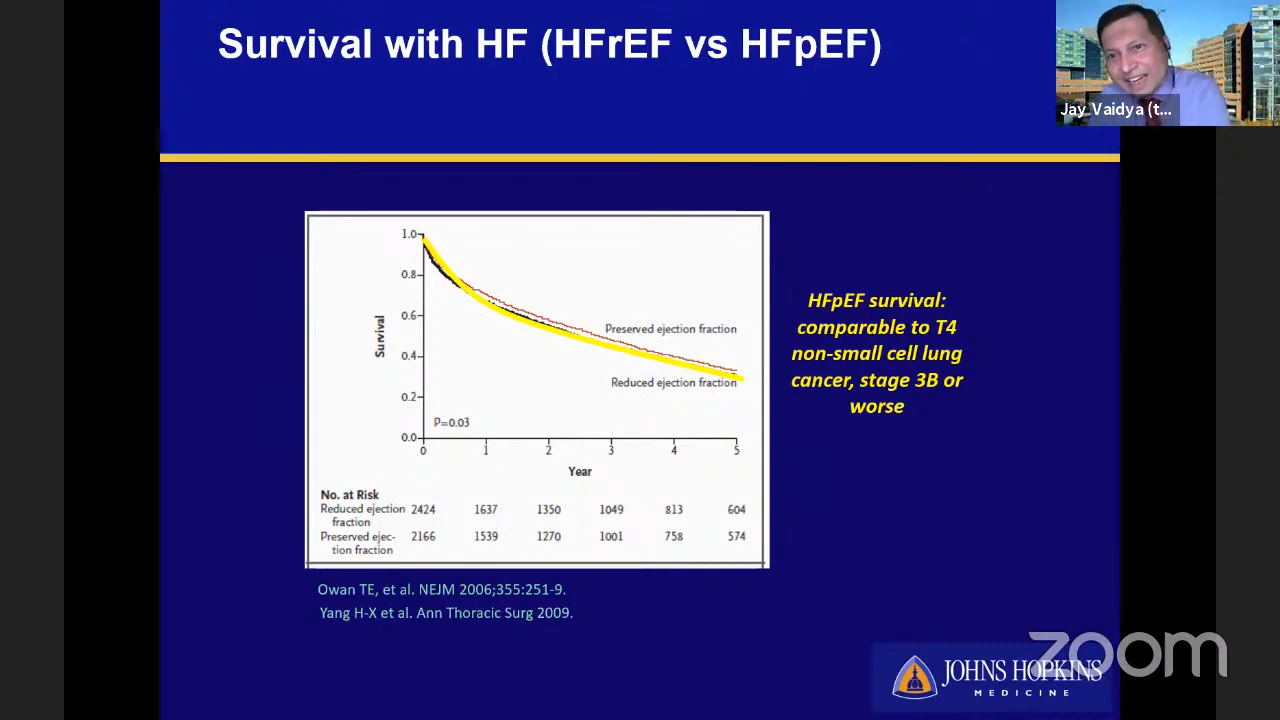 Survival with HF (HFrEF vs HFpEF)
Jay Vaidya (t...
1.0
0.8
0.6
0.4
0.2
0.0
Survival
Preserved ejection fraction
Reduced ejection fraction
P=0.03
0 1 2 3 4 5
Year
No. at Risk
Reduced ejection 2424 1637 1350 1049 813 604
fraction
Preserved ejec- 2166 1539 1270 1001 758 574
tion fraction
HFpEF survival:
comparable to T4
non-small cell lung
cancer, stage 3B or
worse
Owan TE, et al. NEJM 2006;355:251-9.
Yang H-X et al. Ann Thoracic Surg 2009.
zoom
JOHNS HOPKINS
MEDICINE